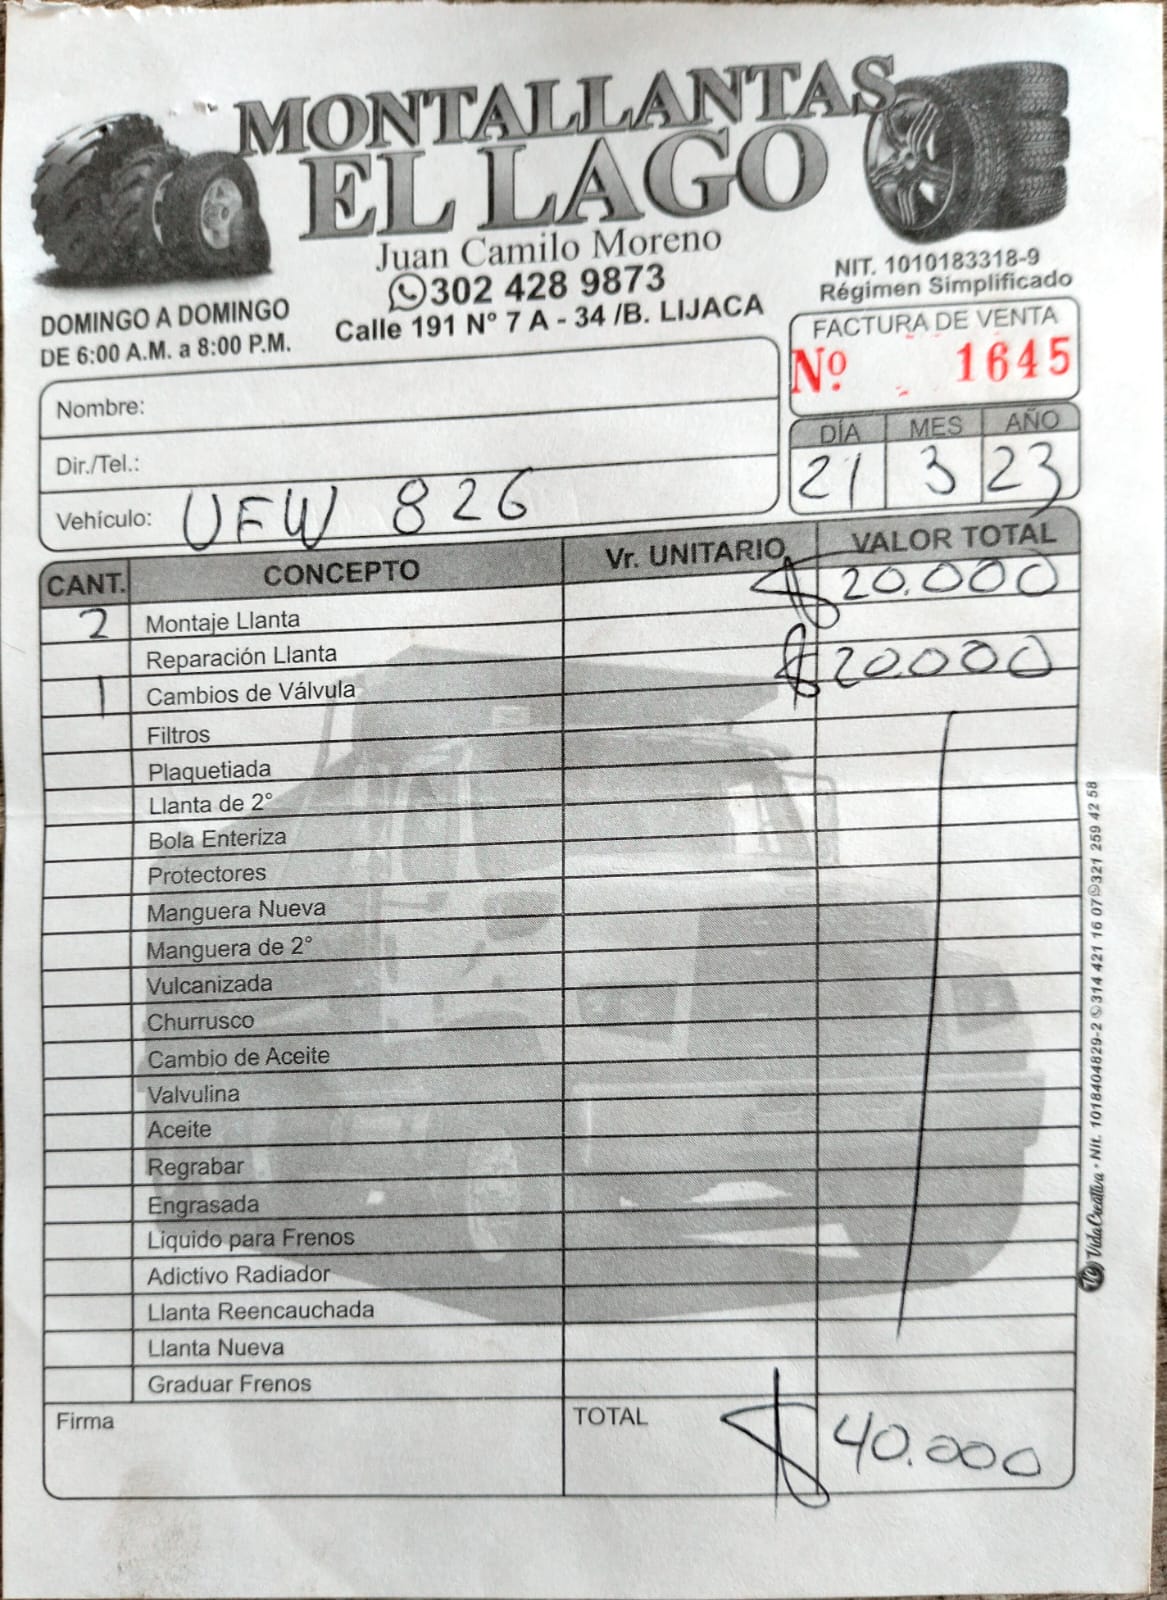 MONTALLANTAS
EL LAGO
Juan Camilo Moreno
302 428 9873
Calle 191 Nº 7 A - 34 /B. LIJACA
DOMINGO A DOMINGO
DE 6:00 A.M. a 8:00 P.M.
NIT. 1010183318-9
Régimen Simplificado
FACTURA DE VENTA
Nº 1645
DÍA MES AÑO
21 3 23
Nombre:
Dir./Tel.:
Vehículo: UFW 826
CANT. CONCEPTO Vr. UNITARIO VALOR TOTAL
2 Montaje Llanta $ 20.000
Reparación Llanta
1 Cambios de Válvula $ 20.000
Filtros
Plaquetiada
Llanta de 2°
Bola Enteriza
Protectores
Manguera Nueva
Manguera de 2°
Vulcanizada
Churrusco
Cambio de Aceite
Valvulina
Aceite
Regrabar
Engrasada
Liquido para Frenos
Adictivo Radiador
Llanta Reencauchada
Llanta Nueva
Graduar Frenos
Firma TOTAL $ 40.000
VidaCreativa • Nit. 1018404829-2 314 421 16 07 321 259 42 58